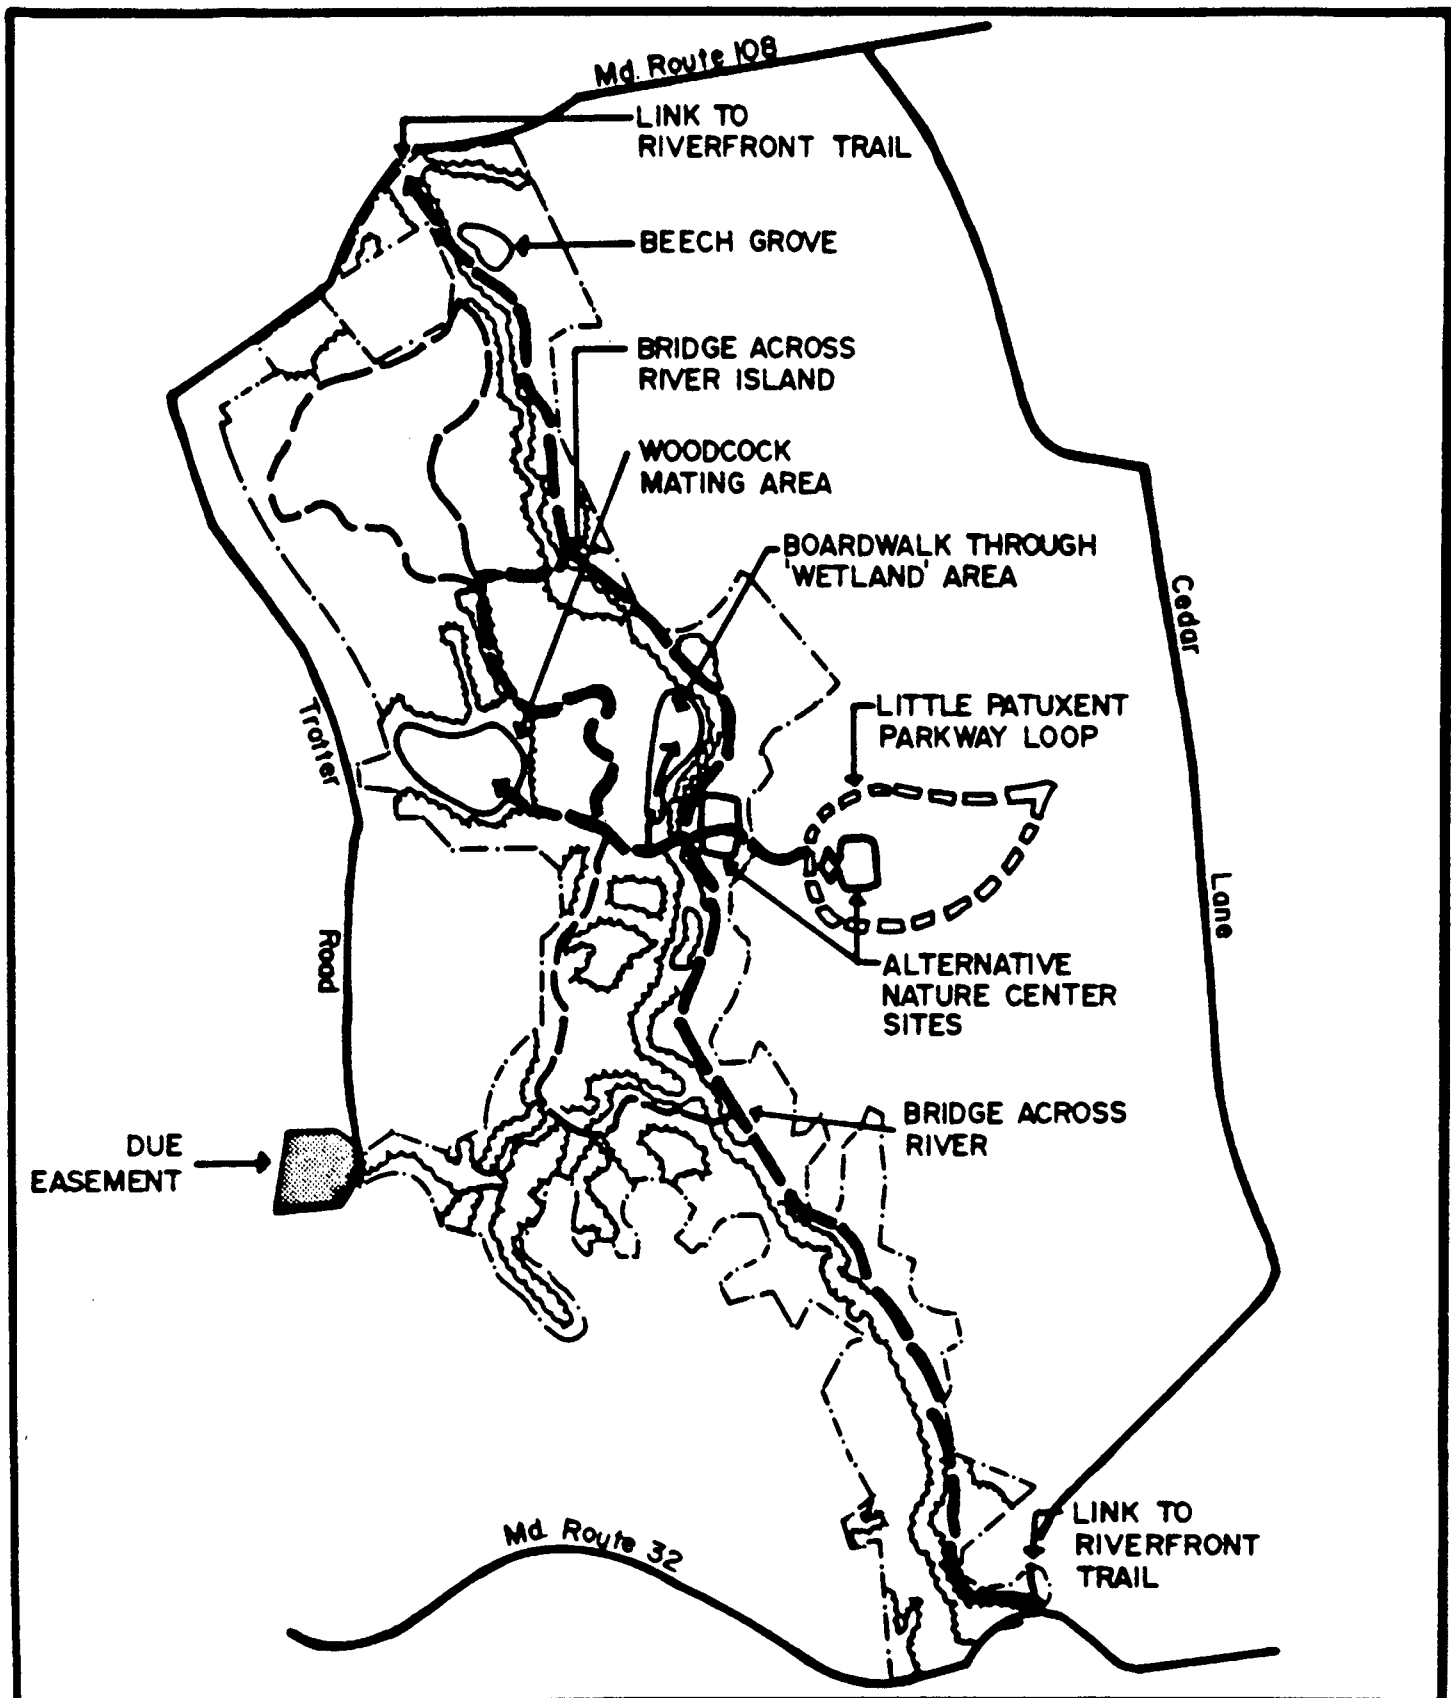 Md. Route 108
LINK TO
RIVERFRONT TRAIL
BEECH GROVE
BRIDGE ACROSS
RIVER ISLAND
WOODCOCK
MATING AREA
BOARDWALK THROUGH
'WETLAND' AREA
Cedar
Lane
LITTLE PATUXENT
PARKWAY LOOP
Trotter
Road
ALTERNATIVE
NATURE CENTER
SITES
BRIDGE ACROSS
RIVER
DUE
EASEMENT
LINK TO
RIVERFRONT
TRAIL
Md. Route 32